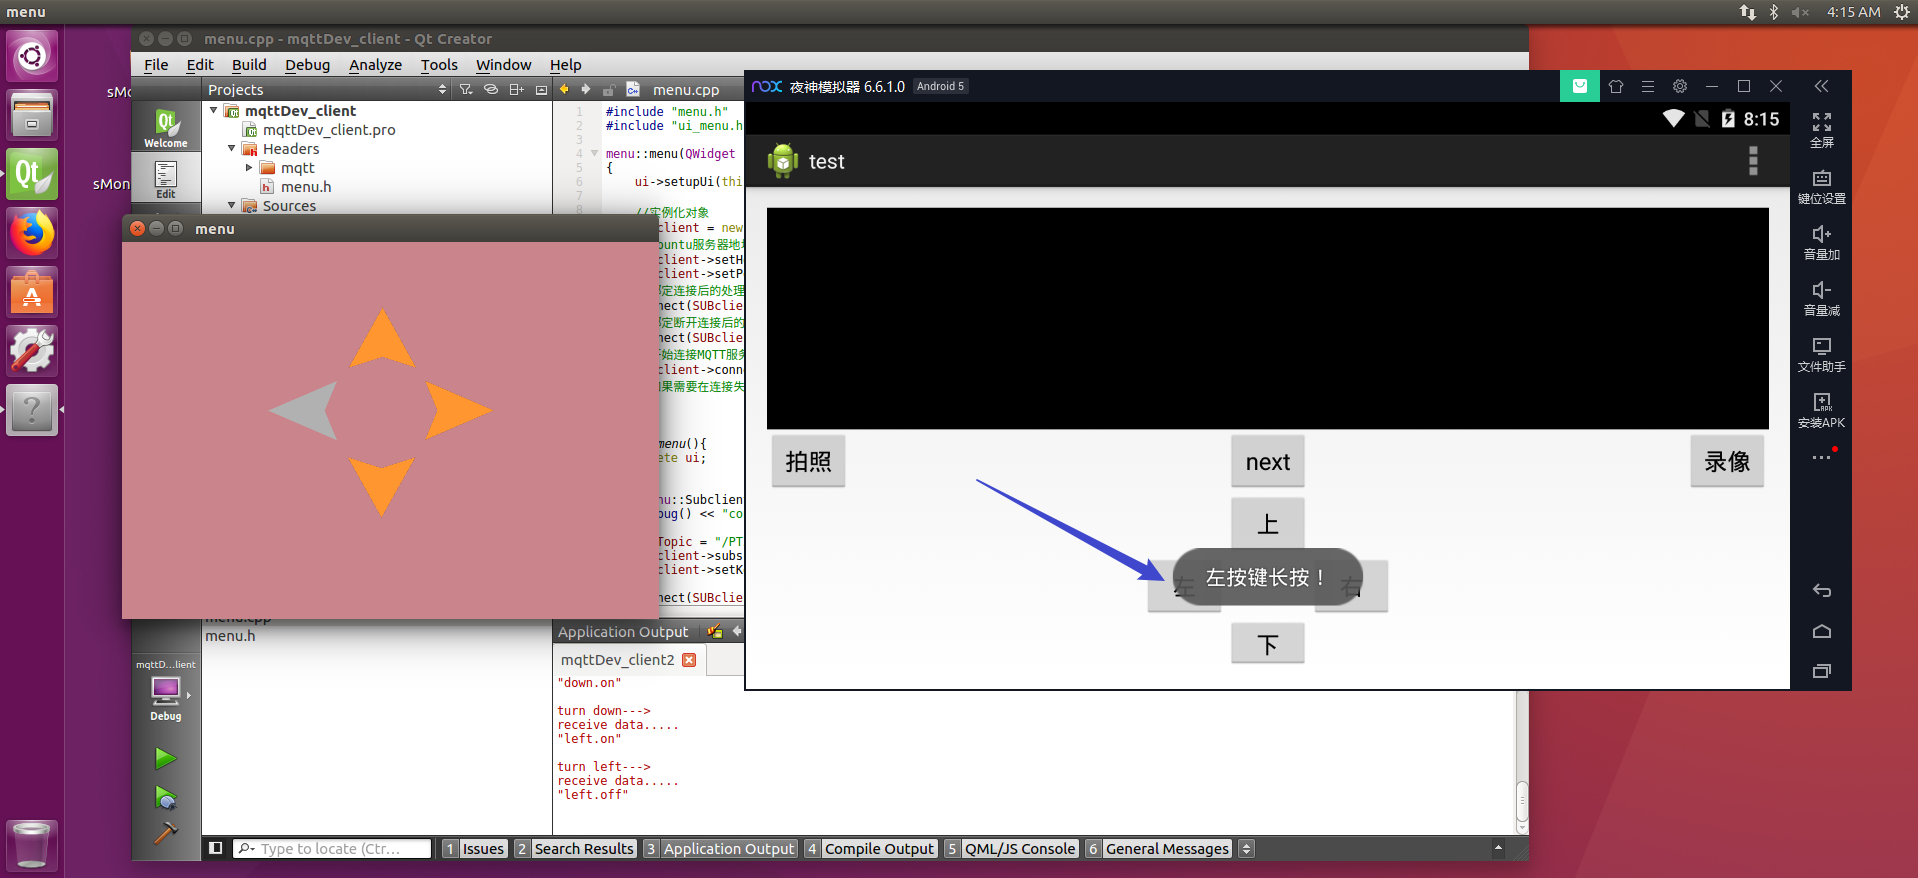 menu
4:15 AM
menu.cpp - mqttDev_client - Qt Creator
File Edit Build Debug Analyze Tools Window Help
Projects
menu.cpp
sMo
sMon
Welcome
Edit
mqttDev_client
mqttDev_client.pro
Headers
mqtt
menu.h
Sources
1 #include "menu.h"
2 #include "ui_menu.h
3
4 menu::menu(QWidget
5 {
6 ui->setupUi(thi
7
8 //实例化对象
client = new
buntu服务器地
client->setH
client->setP
定连接后的处理
nect(SUBclie
定断开连接后的
nect(SUBclie
始连接MQTT服务
client->conn
果需要在连接失
menu(){
ete ui;
nu::Subclien
bug() << "co
Topic = "/PT
client->subs
client->setK
nect(SUBclie
menu
menu.cpp
menu.h
Application Output
mqttDev_client2
"down.on"
turn down--->
receive data.....
"left.on"
turn left--->
receive data.....
"left.off"
mqttD...lient
Debug
Type to locate (Ctr...
1 Issues 2 Search Results 3 Application Output 4 Compile Output 5 QML/JS Console 6 General Messages
nox 夜神模拟器 6.6.1.0 Android 5
8:15
test
拍照
next
录像
上
左
左按键长按！
右
下
全屏
键位设置
音量加
音量减
文件助手
APK
安装APK